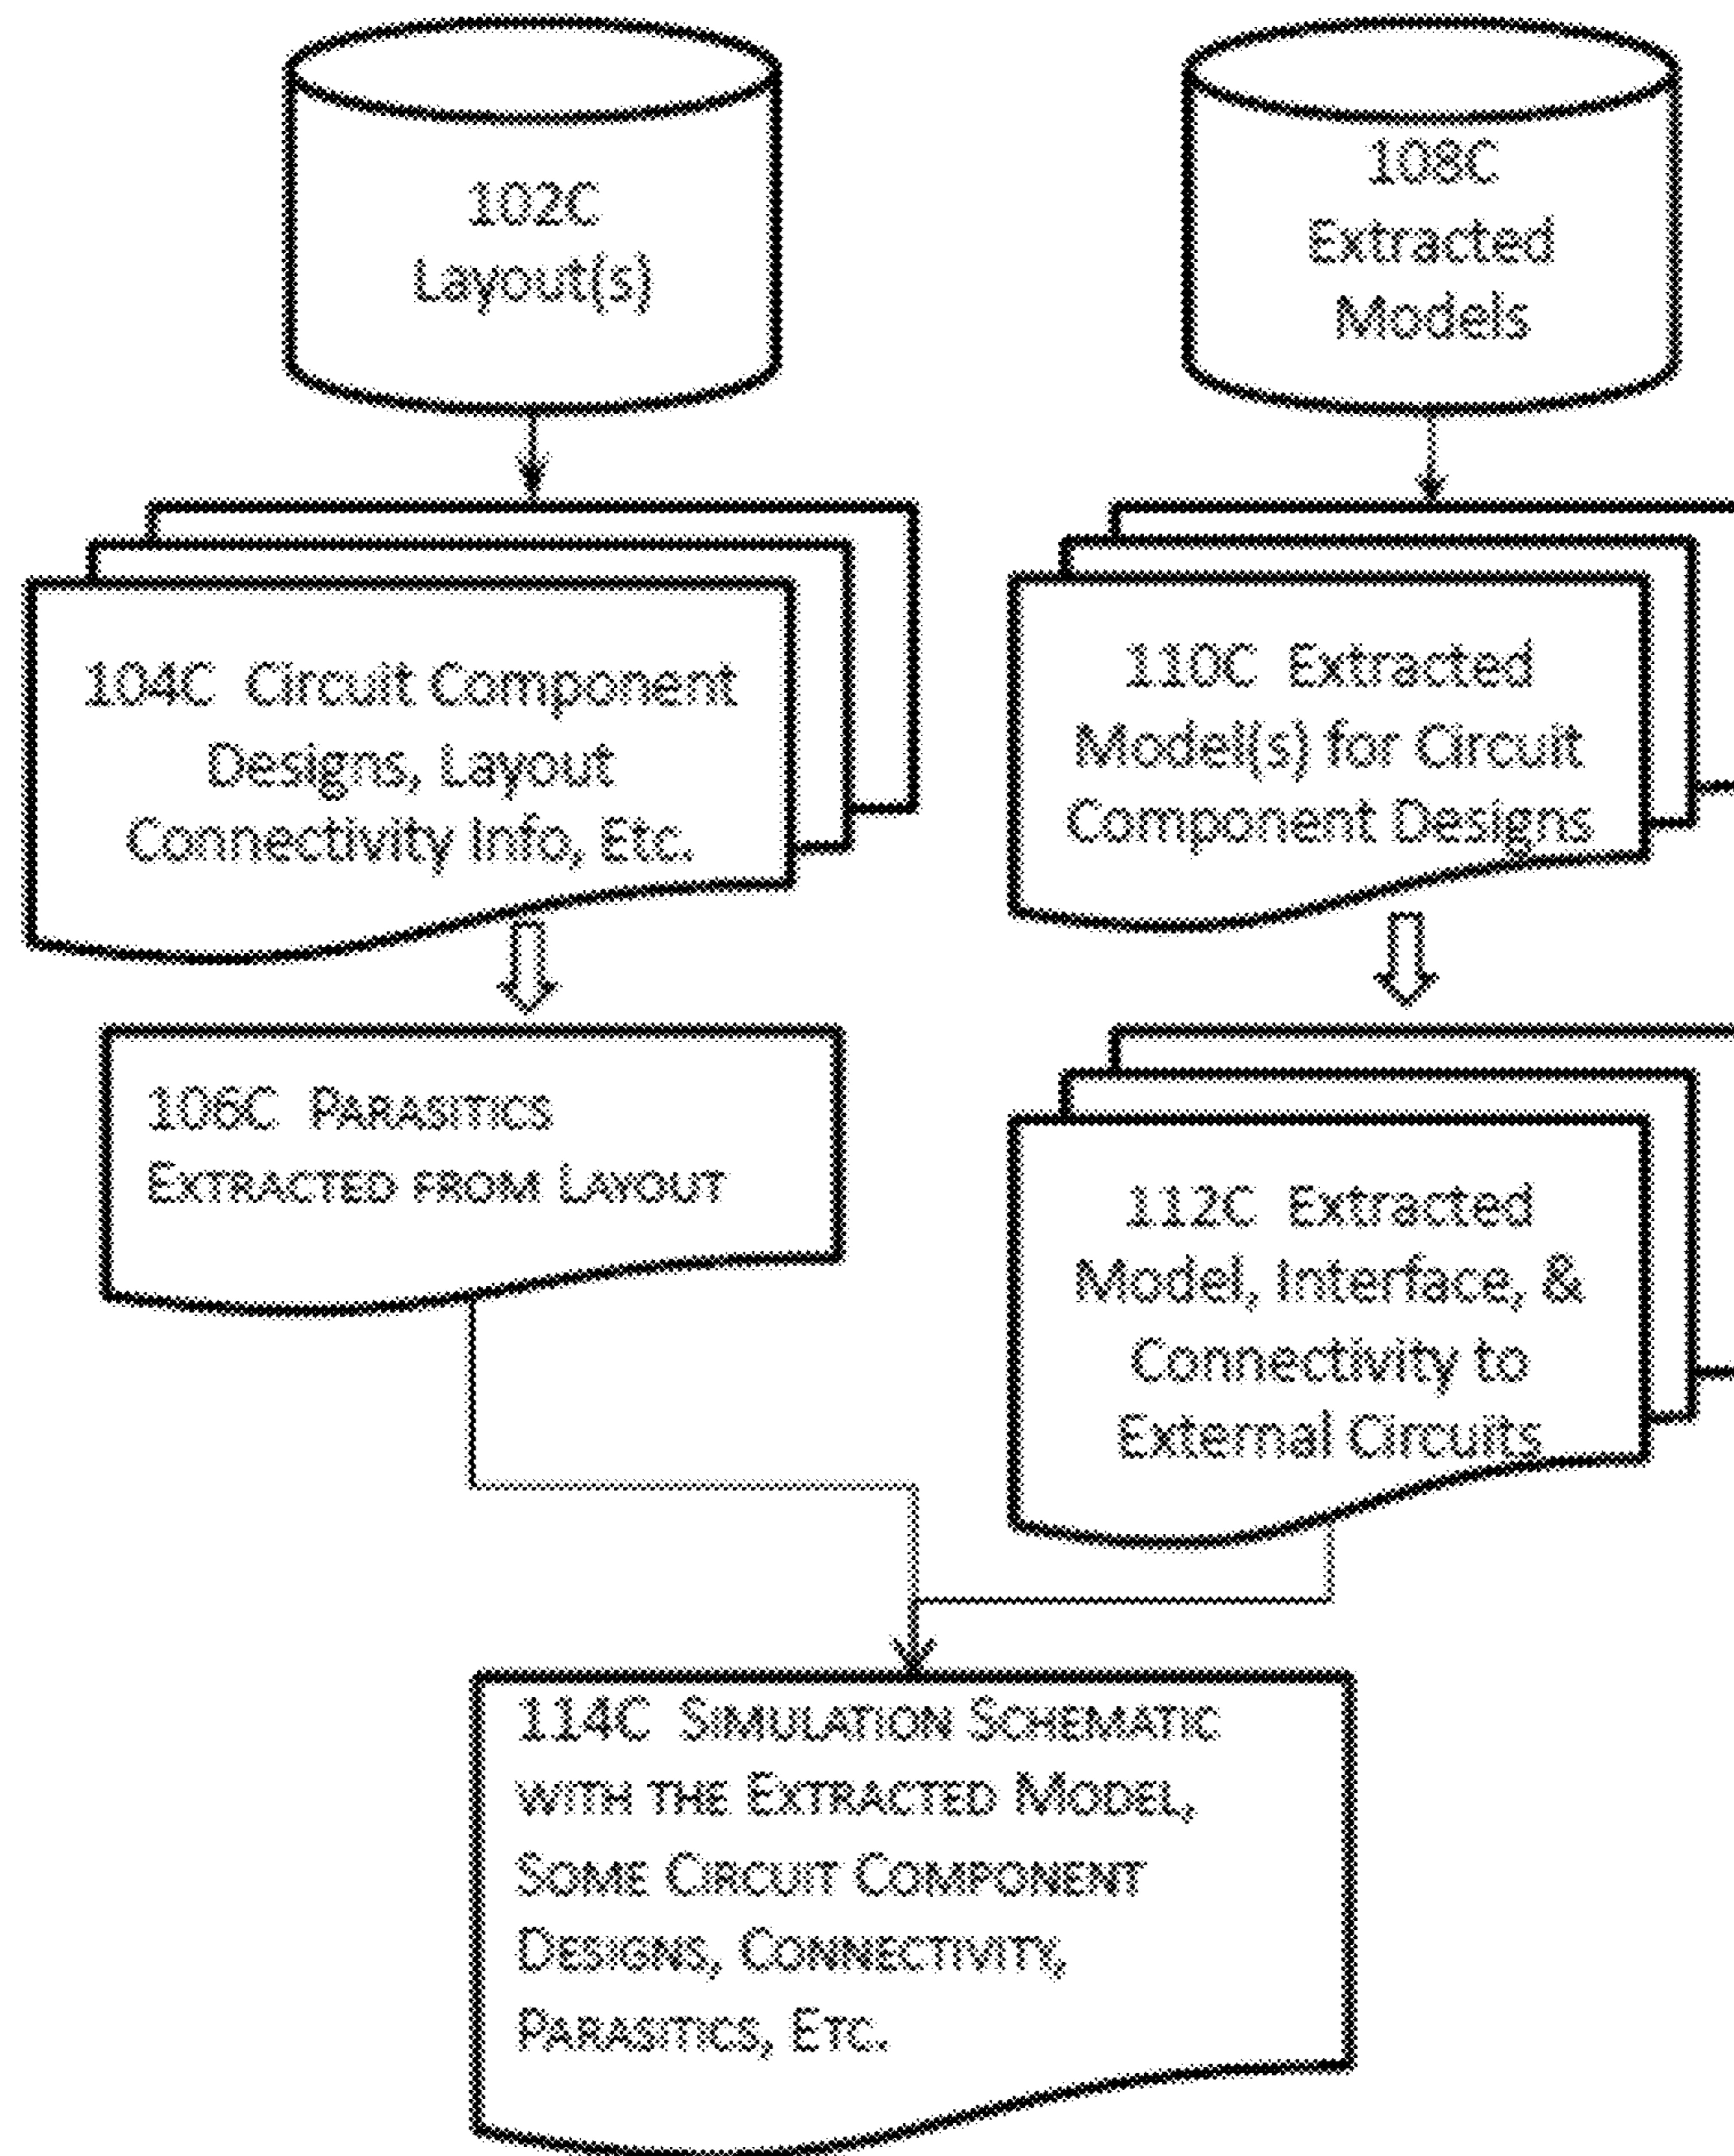 102C
Layout(s)
108C
Extracted
Models
104C Circuit Component
Designs, Layout
Connectivity Info, Etc.
110C Extracted
Model(s) for Circuit
Component Designs
106C PARASITICS
EXTRACTED FROM LAYOUT
112C Extracted
Model, Interface, &
Connectivity to
External Circuits
114C SIMULATION SCHEMATIC
WITH THE EXTRACTED MODEL,
SOME CIRCUIT COMPONENT
DESIGNS, CONNECTIVITY,
PARASITICS, ETC.